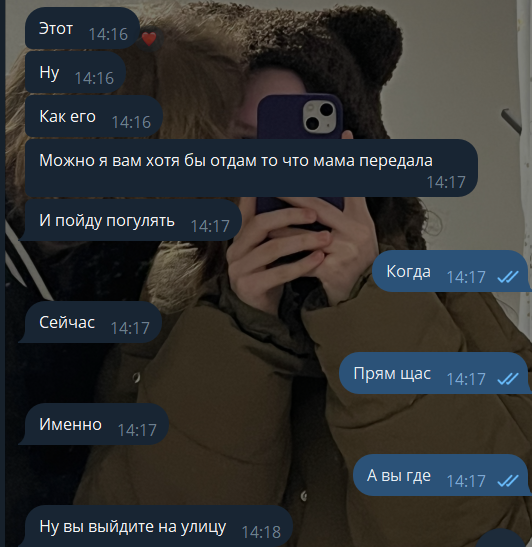 Этот 14:16
Ну 14:16
Как его 14:16
Можно я вам хотя бы отдам то что мама передала
14:17
И пойду погулять 14:17
Когда 14:17
Сейчас 14:17
Прям щас 14:17
Именно 14:17
А вы где 14:17
Ну вы выйдите на улицу 14:18